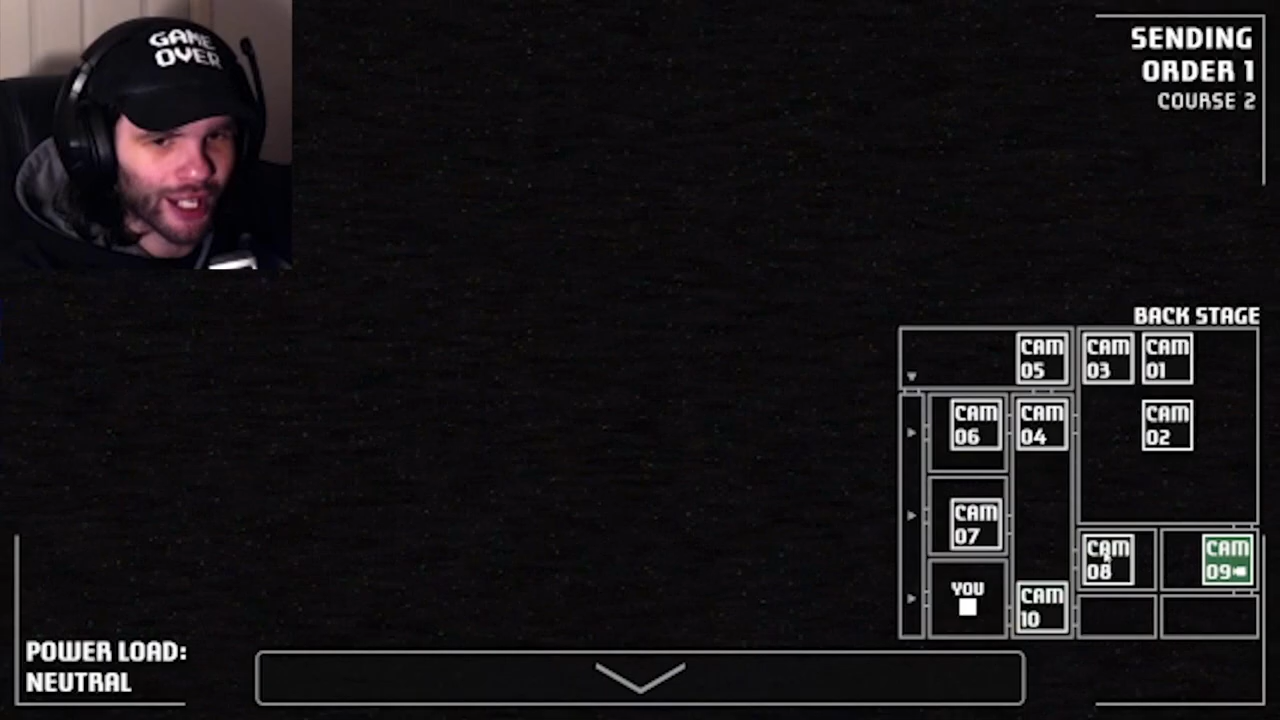 GAME
OVER
SENDING
ORDER 1
COURSE 2
BACK STAGE
CAM
05
CAM
03
CAM
01
CAM
06
CAM
04
CAM
02
CAM
07
CAM
08
CAM
09
YOU
CAM
10
POWER LOAD:
NEUTRAL